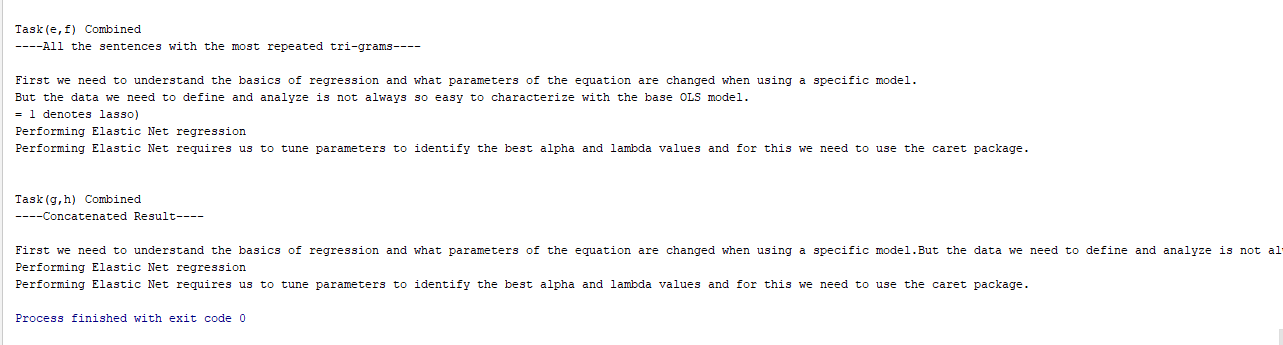 Task(e,f) Combined
----All the sentences with the most repeated tri-grams----
First we need to understand the basics of regression and what parameters of the equation are changed when using a specific model.
But the data we need to define and analyze is not always so easy to characterize with the base OLS model.
= 1 denotes lasso)
Performing Elastic Net regression
Performing Elastic Net requires us to tune parameters to identify the best alpha and lambda values and for this we need to use the caret package.
Task(g,h) Combined
----Concatenated Result----
First we need to understand the basics of regression and what parameters of the equation are changed when using a specific model.But the data we need to define and analyze is not
Performing Elastic Net regression
Performing Elastic Net requires us to tune parameters to identify the best alpha and lambda values and for this we need to use the caret package.
Process finished with exit code 0